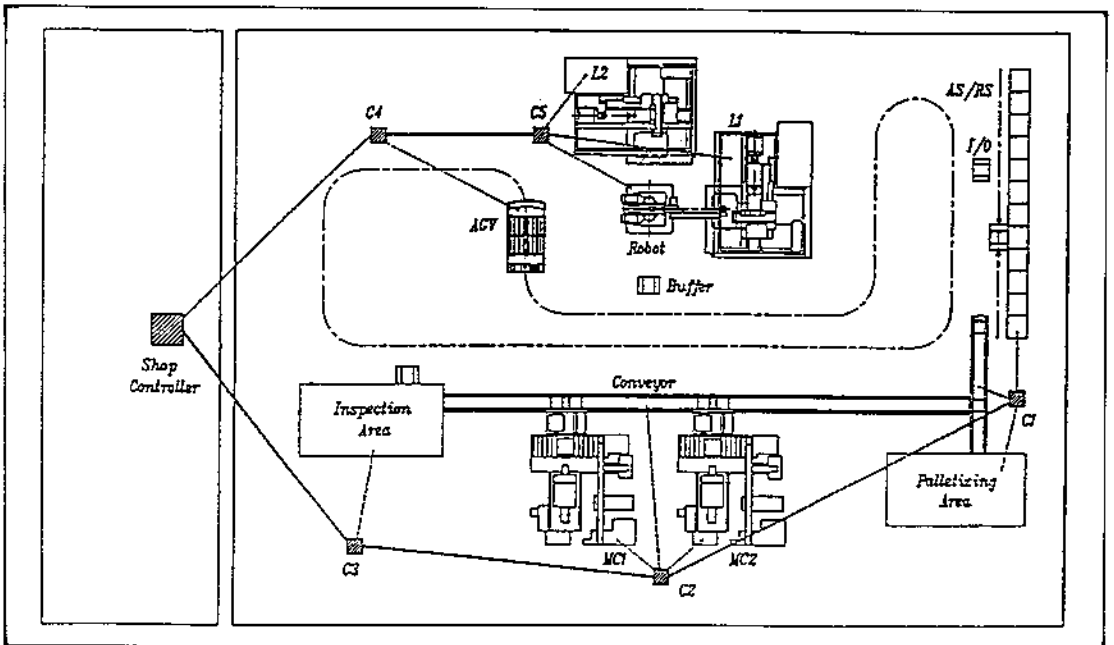 L2
AS/RS
C4
C5
L1
I/O
AGV
Robot
Buffer
Shop
Controller
Conveyor
Inspection
Area
C1
Palletizing
Area
MC1
MC2
C3
C2